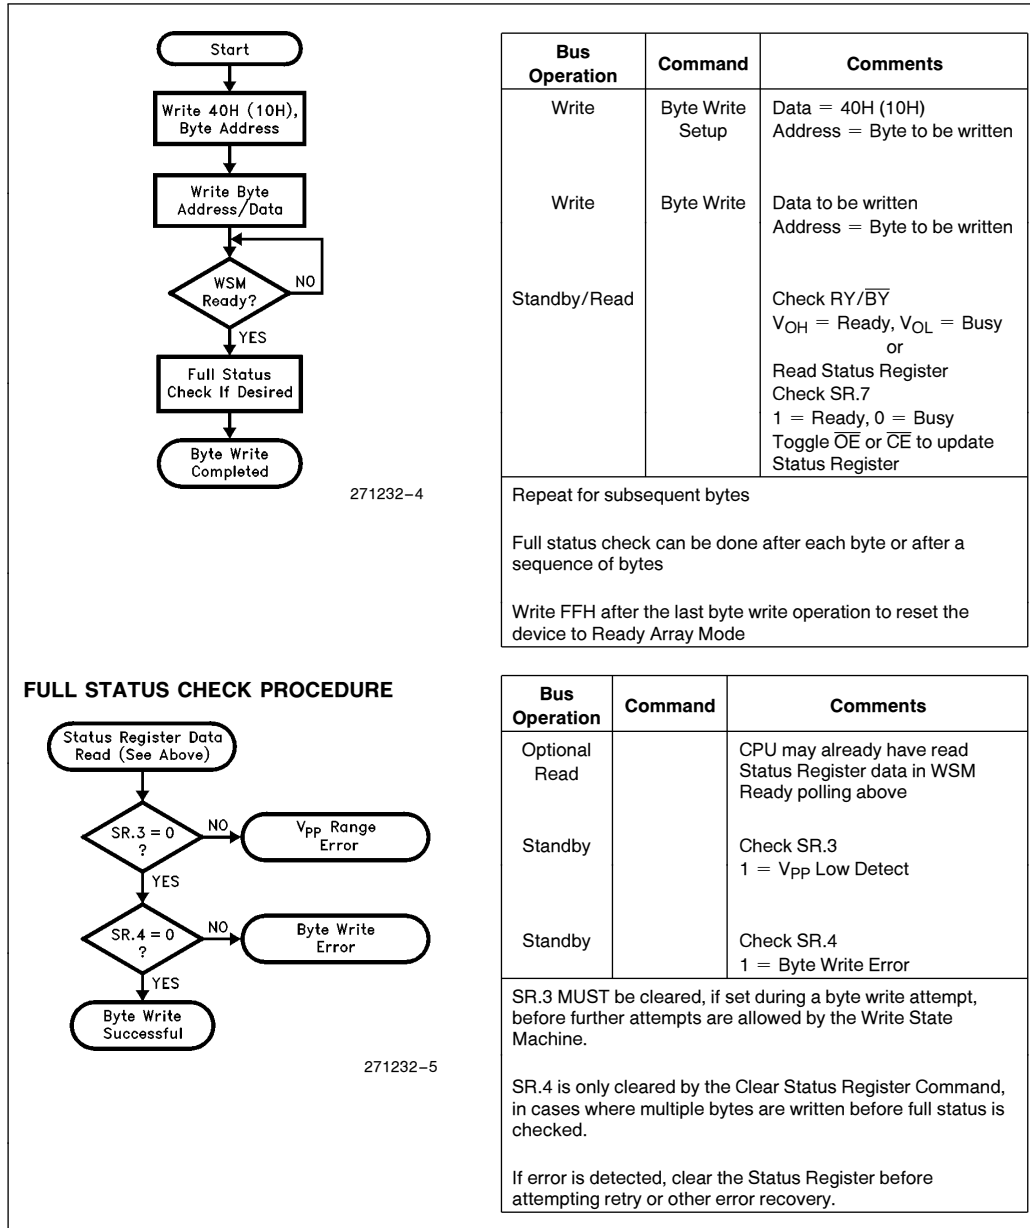 Start
Write 40H (10H),
Byte Address
Write Byte
Address/Data
WSM
Ready?
NO
YES
Full Status
Check If Desired
Byte Write
Completed
271232–4
Bus
Operation
Command
Comments
Write
Byte Write
Setup
Data = 40H (10H)
Address = Byte to be written
Write
Byte Write
Data to be written
Address = Byte to be written
Standby/Read
Check RY/B̅Y̅
VOH = Ready, VOL = Busy
or
Read Status Register
Check SR.7
1 = Ready, 0 = Busy
Toggle O̅E̅ or C̅E̅ to update
Status Register
Repeat for subsequent bytes
Full status check can be done after each byte or after a
sequence of bytes
Write FFH after the last byte write operation to reset the
device to Ready Array Mode
FULL STATUS CHECK PROCEDURE
Status Register Data
Read (See Above)
SR.3 = 0
?
NO
VPP Range
Error
YES
SR.4 = 0
?
NO
Byte Write
Error
YES
Byte Write
Successful
271232–5
Bus
Operation
Command
Comments
Optional
Read
CPU may already have read
Status Register data in WSM
Ready polling above
Standby
Check SR.3
1 = VPP Low Detect
Standby
Check SR.4
1 = Byte Write Error
SR.3 MUST be cleared, if set during a byte write attempt,
before further attempts are allowed by the Write State
Machine.
SR.4 is only cleared by the Clear Status Register Command,
in cases where multiple bytes are written before full status is
checked.
If error is detected, clear the Status Register before
attempting retry or other error recovery.